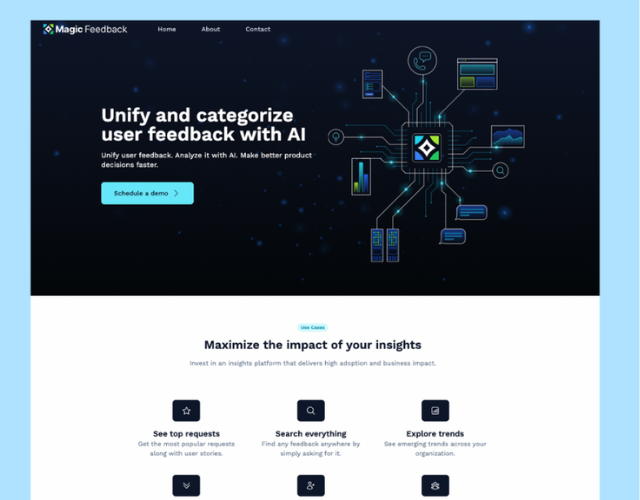 Magic Feedback
Home
About
Contact
Unify and categorize
user feedback with AI
Unify user feedback. Analyze it with AI. Make better product
decisions faster.
Schedule a demo
Use Cases
Maximize the impact of your insights
Invest in an insights platform that delivers high adoption and business impact.
See top requests
Get the most popular requests
along with user stories.
Search everything
Find any feedback anywhere by
simply asking for it.
Explore trends
See emerging trends across your
organization.